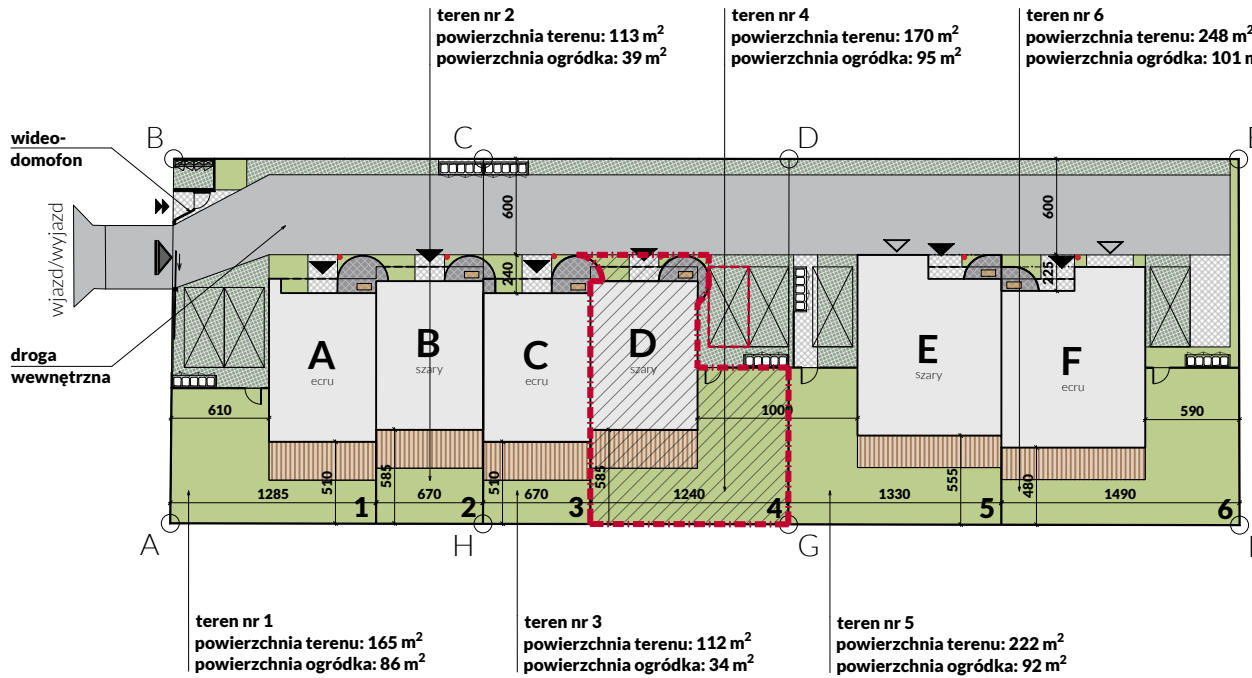 teren nr 2
powierzchnia terenu: 113 m²
powierzchnia ogródka: 39 m²
teren nr 4
powierzchnia terenu: 170 m²
powierzchnia ogródka: 95 m²
teren nr 6
powierzchnia terenu: 248 m²
powierzchnia ogródka: 101 m
B
C
D
E
wideo-
domofon
wjazd/wyjazd
droga
wewnętrzna
600
600
240
225
A
ecru
B
szary
C
ecru
D
szary
E
szary
F
ecru
610
1000
590
510
585
510
585
555
480
1285
670
670
1240
1330
1490
1
2
3
4
5
6
A
H
G
teren nr 1
powierzchnia terenu: 165 m²
powierzchnia ogródka: 86 m²
teren nr 3
powierzchnia terenu: 112 m²
powierzchnia ogródka: 34 m²
teren nr 5
powierzchnia terenu: 222 m²
powierzchnia ogródka: 92 m²